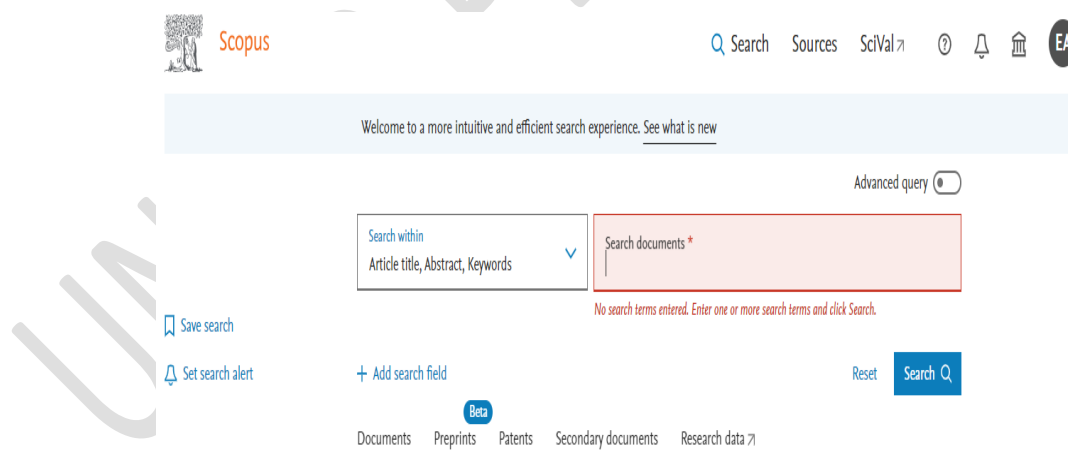 Scopus
Search Sources SciVal
EA
Welcome to a more intuitive and efficient search experience. See what is new
Advanced query
Search within
Article title, Abstract, Keywords
Search documents *
No search terms entered. Enter one or more search terms and click Search.
Save search
Set search alert
+ Add search field
Reset Search
Beta
Documents Preprints Patents Secondary documents Research data